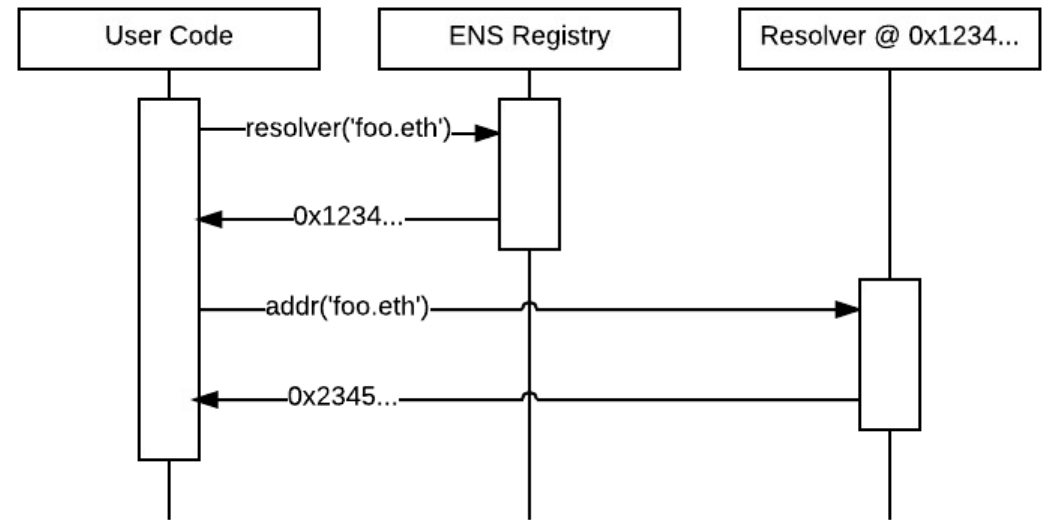 User Code
ENS Registry
Resolver @ 0x1234...
resolver('foo.eth')
0x1234...
addr('foo.eth')
0x2345...